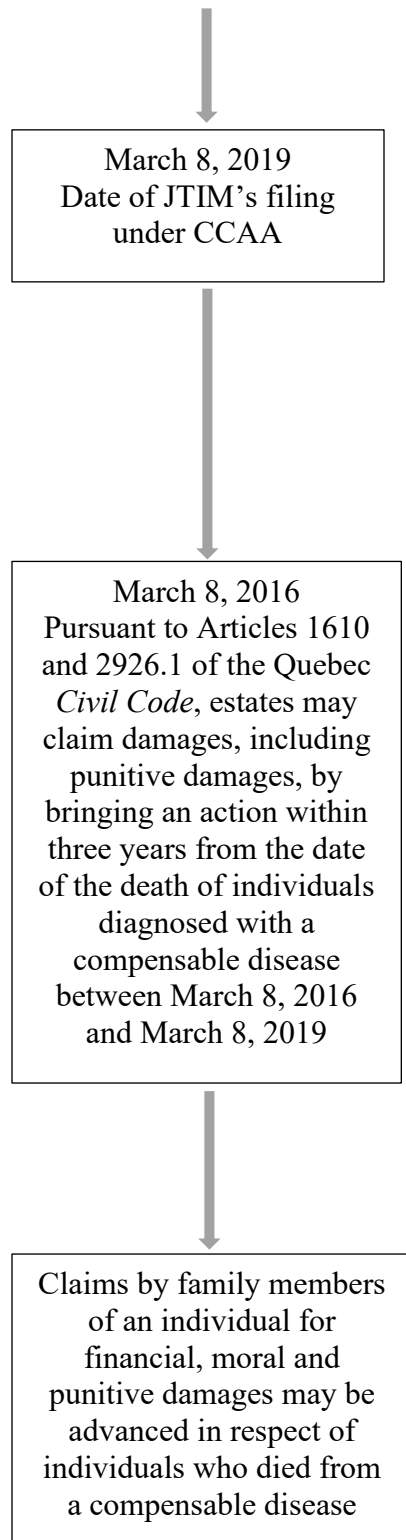 March 8, 2019
Date of JTIM’s filing
under CCAA
March 8, 2016
Pursuant to Articles 1610
and 2926.1 of the Quebec
Civil Code, estates may
claim damages, including
punitive damages, by
bringing an action within
three years from the date
of the death of individuals
diagnosed with a
compensable disease
between March 8, 2016
and March 8, 2019
Claims by family members
of an individual for
financial, moral and
punitive damages may be
advanced in respect of
individuals who died from
a compensable disease